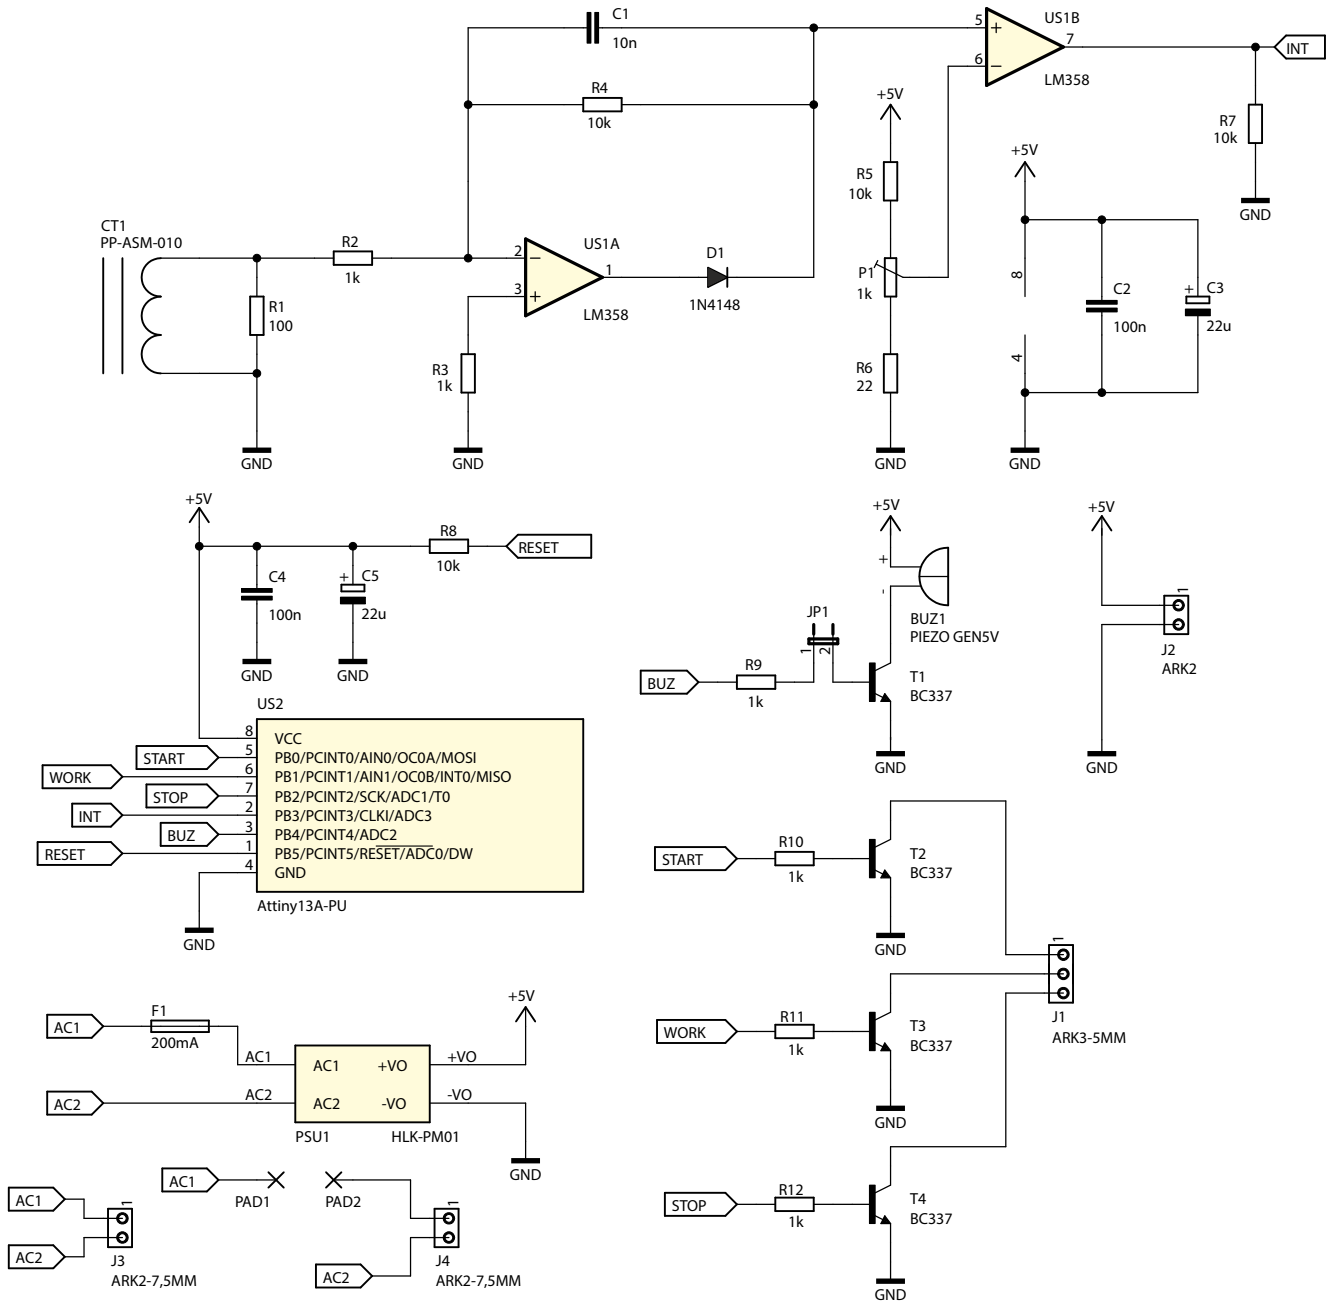 C1
10n
R4
10k
CT1
PP-ASM-010
R1
100
R2
1k
R3
1k
2
3
1
US1A
LM358
D1
1N4148
GND
GND
5
6
7
US1B
LM358
INT
R7
10k
GND
+5V
R5
10k
P1
1k
R6
22
GND
+5V
8
4
C2
100n
+
C3
22u
GND
+5V
R8
10k
RESET
C4
100n
+
C5
22u
GND
GND
US2
8
VCC
START
5
PB0/PCINT0/AIN0/OC0A/MOSI
WORK
6
PB1/PCINT1/AIN1/OC0B/INT0/MISO
STOP
7
PB2/PCINT2/SCK/ADC1/T0
INT
2
PB3/PCINT3/CLKI/ADC3
BUZ
3
PB4/PCINT4/ADC2
RESET
1
PB5/PCINT5/RESET/ADC0/DW
4
GND
Attiny13A-PU
GND
+5V
+
-
BUZ1
PIEZO GEN5V
JP1
1
2
BUZ
R9
1k
T1
BC337
GND
+5V
1
J2
ARK2
GND
START
R10
1k
T2
BC337
GND
WORK
R11
1k
T3
BC337
GND
STOP
R12
1k
T4
BC337
GND
1
J1
ARK3-5MM
AC1
F1
200mA
AC1
AC2
AC2
AC1
AC2
+VO
-VO
+VO
-VO
PSU1
HLK-PM01
+5V
GND
AC1
AC2
1
J3
ARK2-7,5MM
AC1
PAD1
PAD2
AC2
1
J4
ARK2-7,5MM